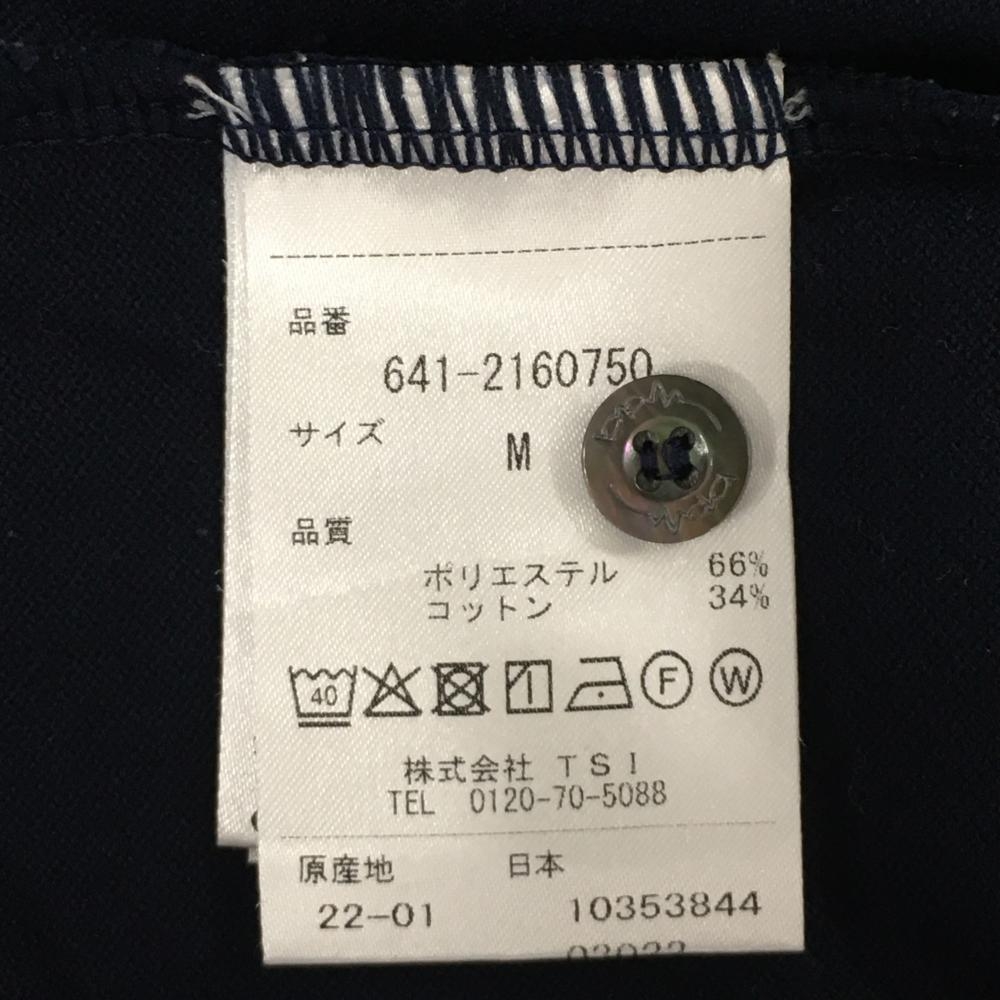 品番
641-2160750
サイズ
M
品質
ポリエステル 66%
コットン 34%
40
F W
株式会社 TSI
TEL 0120-70-5088
原産地 日本
22-01 10353844